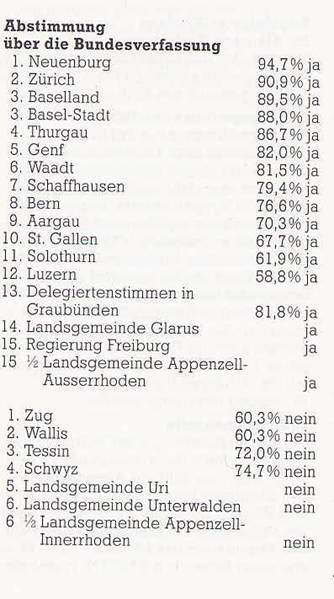 Abstimmung
über die Bundesverfassung
1. Neuenburg 94,7% ja
2. Zürich 90,9% ja
3. Baselland 89,5% ja
3. Basel-Stadt 88,0% ja
4. Thurgau 86,7% ja
5. Genf 82,0% ja
6. Waadt 81,5% ja
7. Schaffhausen 79,4% ja
8. Bern 76,6% ja
9. Aargau 70,3% ja
10. St. Gallen 67,7% ja
11. Solothurn 61,9% ja
12. Luzern 58,8% ja
13. Delegiertenstimmen in
Graubünden 81,8% ja
14. Landsgemeinde Glarus ja
15. Regierung Freiburg ja
15 ½ Landsgemeinde Appenzell-
Ausserrhoden ja
1. Zug 60,3% nein
2. Wallis 60,3% nein
3. Tessin 72,0% nein
4. Schwyz 74,7% nein
5. Landsgemeinde Uri nein
6. Landsgemeinde Unterwalden nein
6 ½ Landsgemeinde Appenzell-
Innerrhoden nein